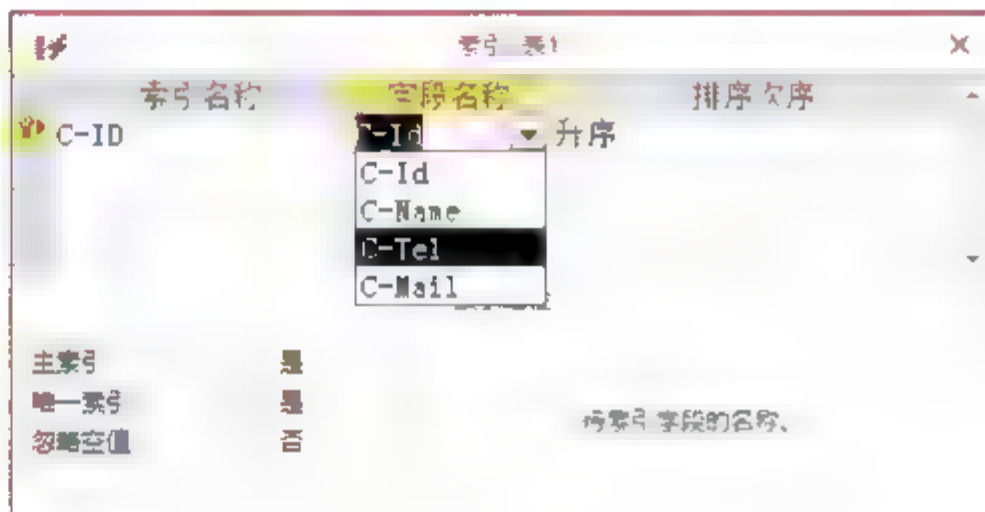 索引 表1
索引名称 字段名称 排序次序
C-ID C-Id 升序
C-Id
C-Name
C-Tel
C-Mail
主索引 是
唯一索引 是
忽略空值 否
索引字段的名称。